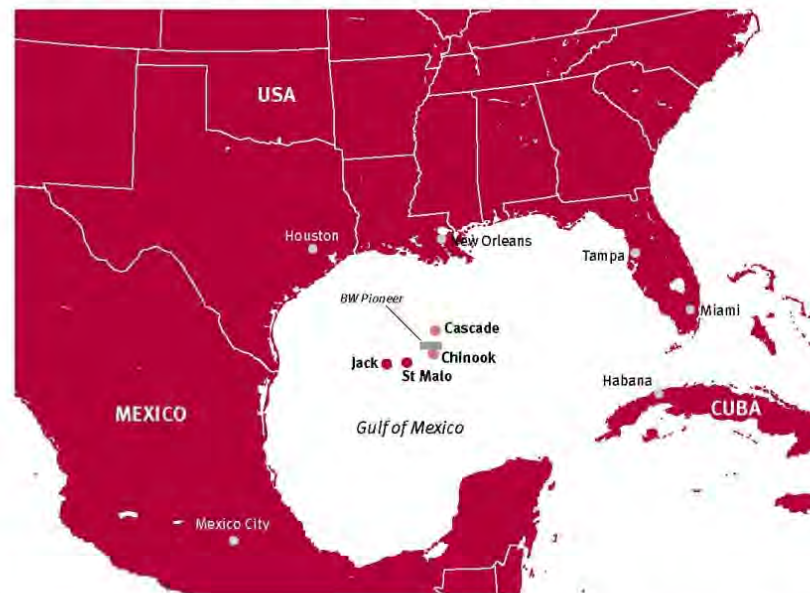 USA
Houston
New Orleans
Tampa
BW Pioneer
Miami
Cascade
Chinook
Jack
St Malo
Habana
MEXICO
CUBA
Gulf of Mexico
Mexico City